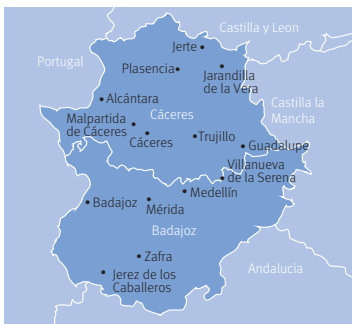 Castilla y Leon
Jerte
Portugal
Plasencia
Jarandilla
de la Vera
Alcántara
Castilla la
Mancha
Cáceres
Malpartida
de Cáceres
Cáceres
Trujillo
Guadalupe
Villanueva
de la Serena
Medellín
Badajoz
Mérida
Badajoz
Zafra
Andalucia
Jerez de los
Caballeros